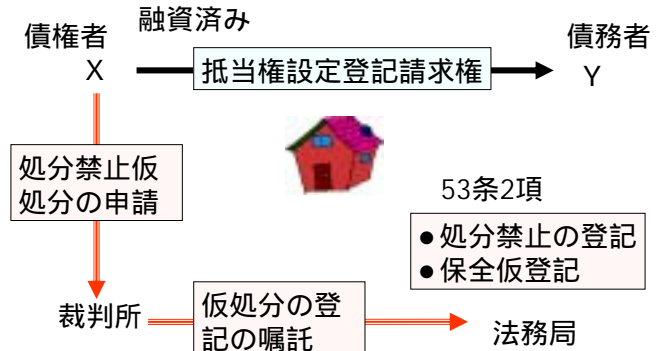 融資済み
債権者
X
抵当権設定登記請求権
債務者
Y
処分禁止仮
処分の申請
53条2項
●処分禁止の登記
●保全仮登記
裁判所
仮処分の登
記の嘱託
法務局